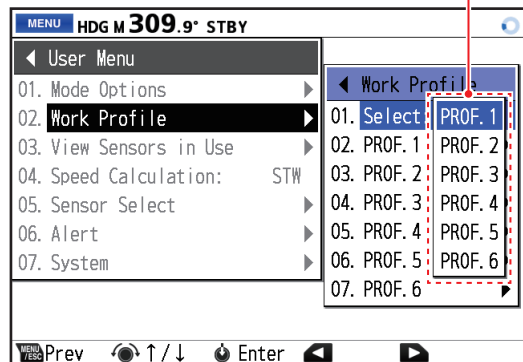 MENU HDG M 309.9° STBY
◀ User Menu
01. Mode Options ▶
02. Work Profile ▶
03. View Sensors in Use ▶
04. Speed Calculation: STW
05. Sensor Select ▶
06. Alert ▶
07. System ▶
◀ Work Profile
01. Select:
02. PROF. 1
03. PROF. 2
04. PROF. 3
05. PROF. 4
06. PROF. 5
07. PROF. 6 ▶
PROF. 1
PROF. 2
PROF. 3
PROF. 4
PROF. 5
PROF. 6
MENU/ESC Prev ↑/↓ Enter ◀ ▶